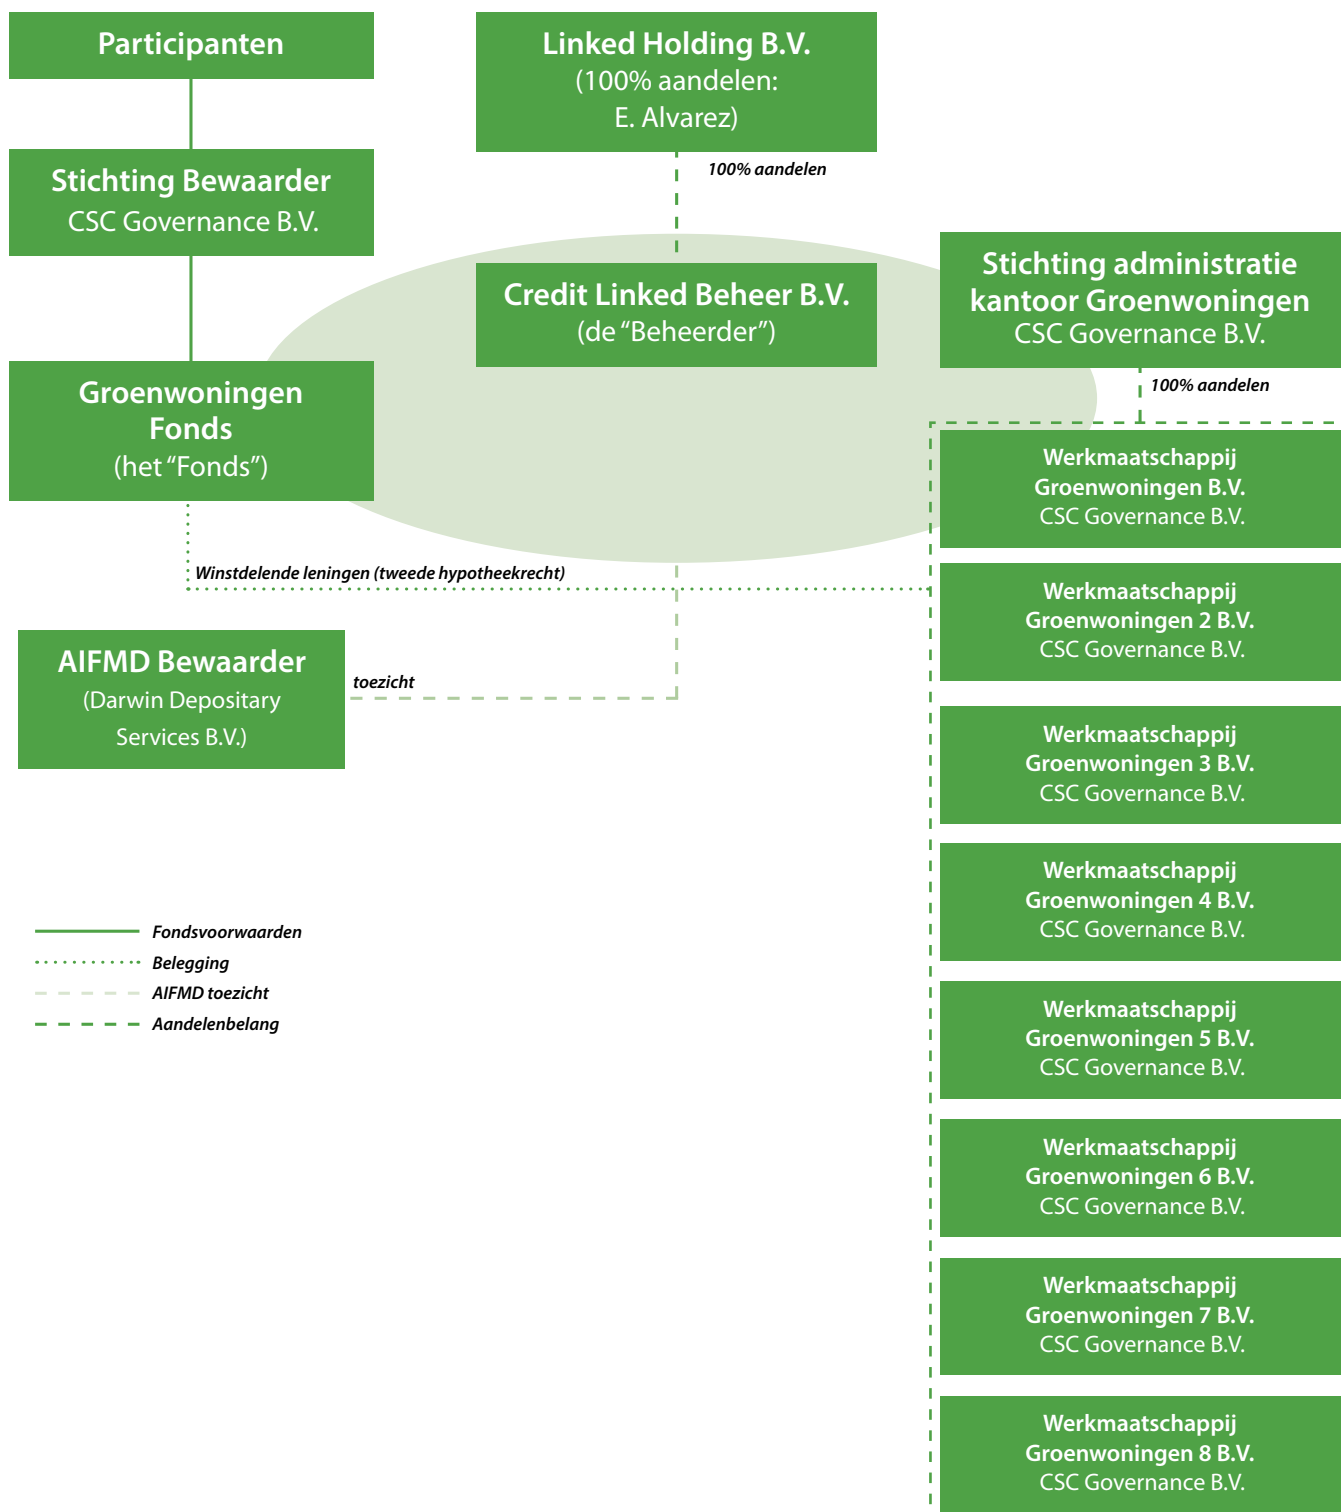 Participanten
Linked Holding B.V.
(100% aandelen:
E. Alvarez)
100% aandelen
Stichting Bewaarder
CSC Governance B.V.
Credit Linked Beheer B.V.
(de “Beheerder”)
Stichting administratie
kantoor Groenwoningen
CSC Governance B.V.
100% aandelen
Groenwoningen
Fonds
(het “Fonds”)
Winstdelende leningen (tweede hypotheekrecht)
AIFMD Bewaarder
(Darwin Depositary
Services B.V.)
toezicht
Werkmaatschappij
Groenwoningen B.V.
CSC Governance B.V.
Werkmaatschappij
Groenwoningen 2 B.V.
CSC Governance B.V.
Werkmaatschappij
Groenwoningen 3 B.V.
CSC Governance B.V.
Werkmaatschappij
Groenwoningen 4 B.V.
CSC Governance B.V.
Werkmaatschappij
Groenwoningen 5 B.V.
CSC Governance B.V.
Werkmaatschappij
Groenwoningen 6 B.V.
CSC Governance B.V.
Werkmaatschappij
Groenwoningen 7 B.V.
CSC Governance B.V.
Werkmaatschappij
Groenwoningen 8 B.V.
CSC Governance B.V.
Fondsvoorwaarden
Belegging
AIFMD toezicht
Aandelenbelang